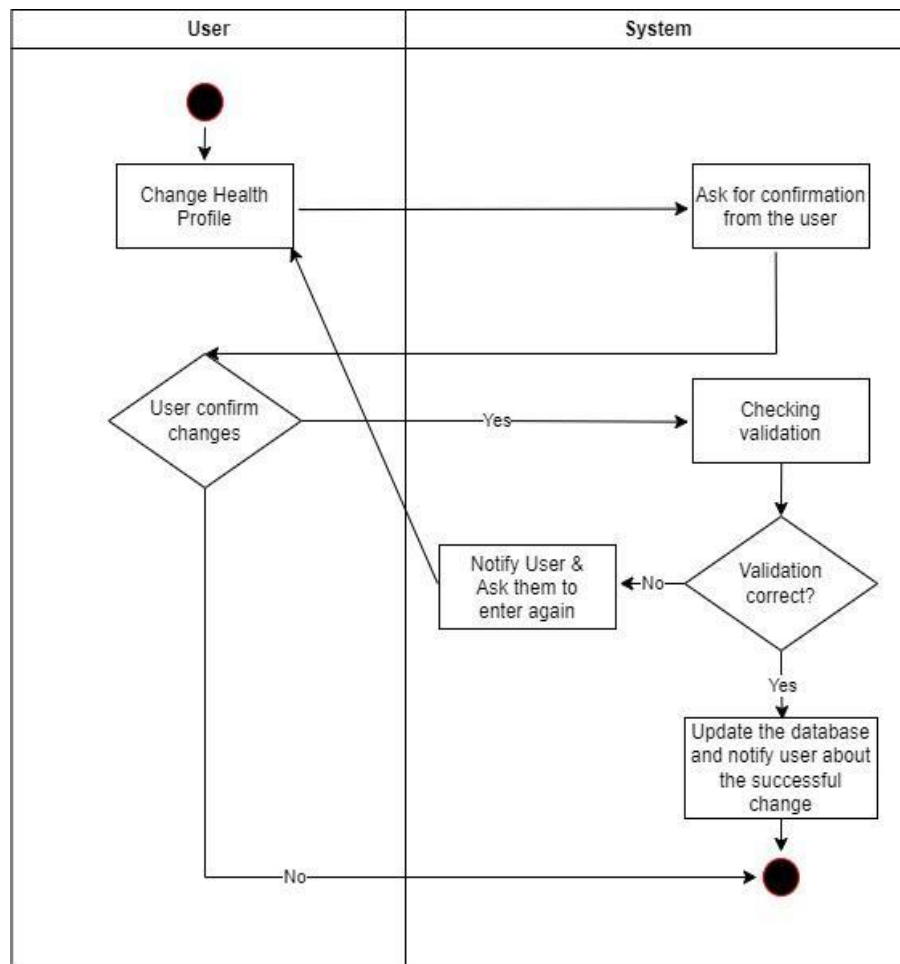 User
System
Change Health
Profile
Ask for confirmation
from the user
User confirm
changes
Yes
Checking
validation
Notify User &
Ask them to
enter again
No
Validation
correct?
Yes
Update the database
and notify user about
the successful
change
No